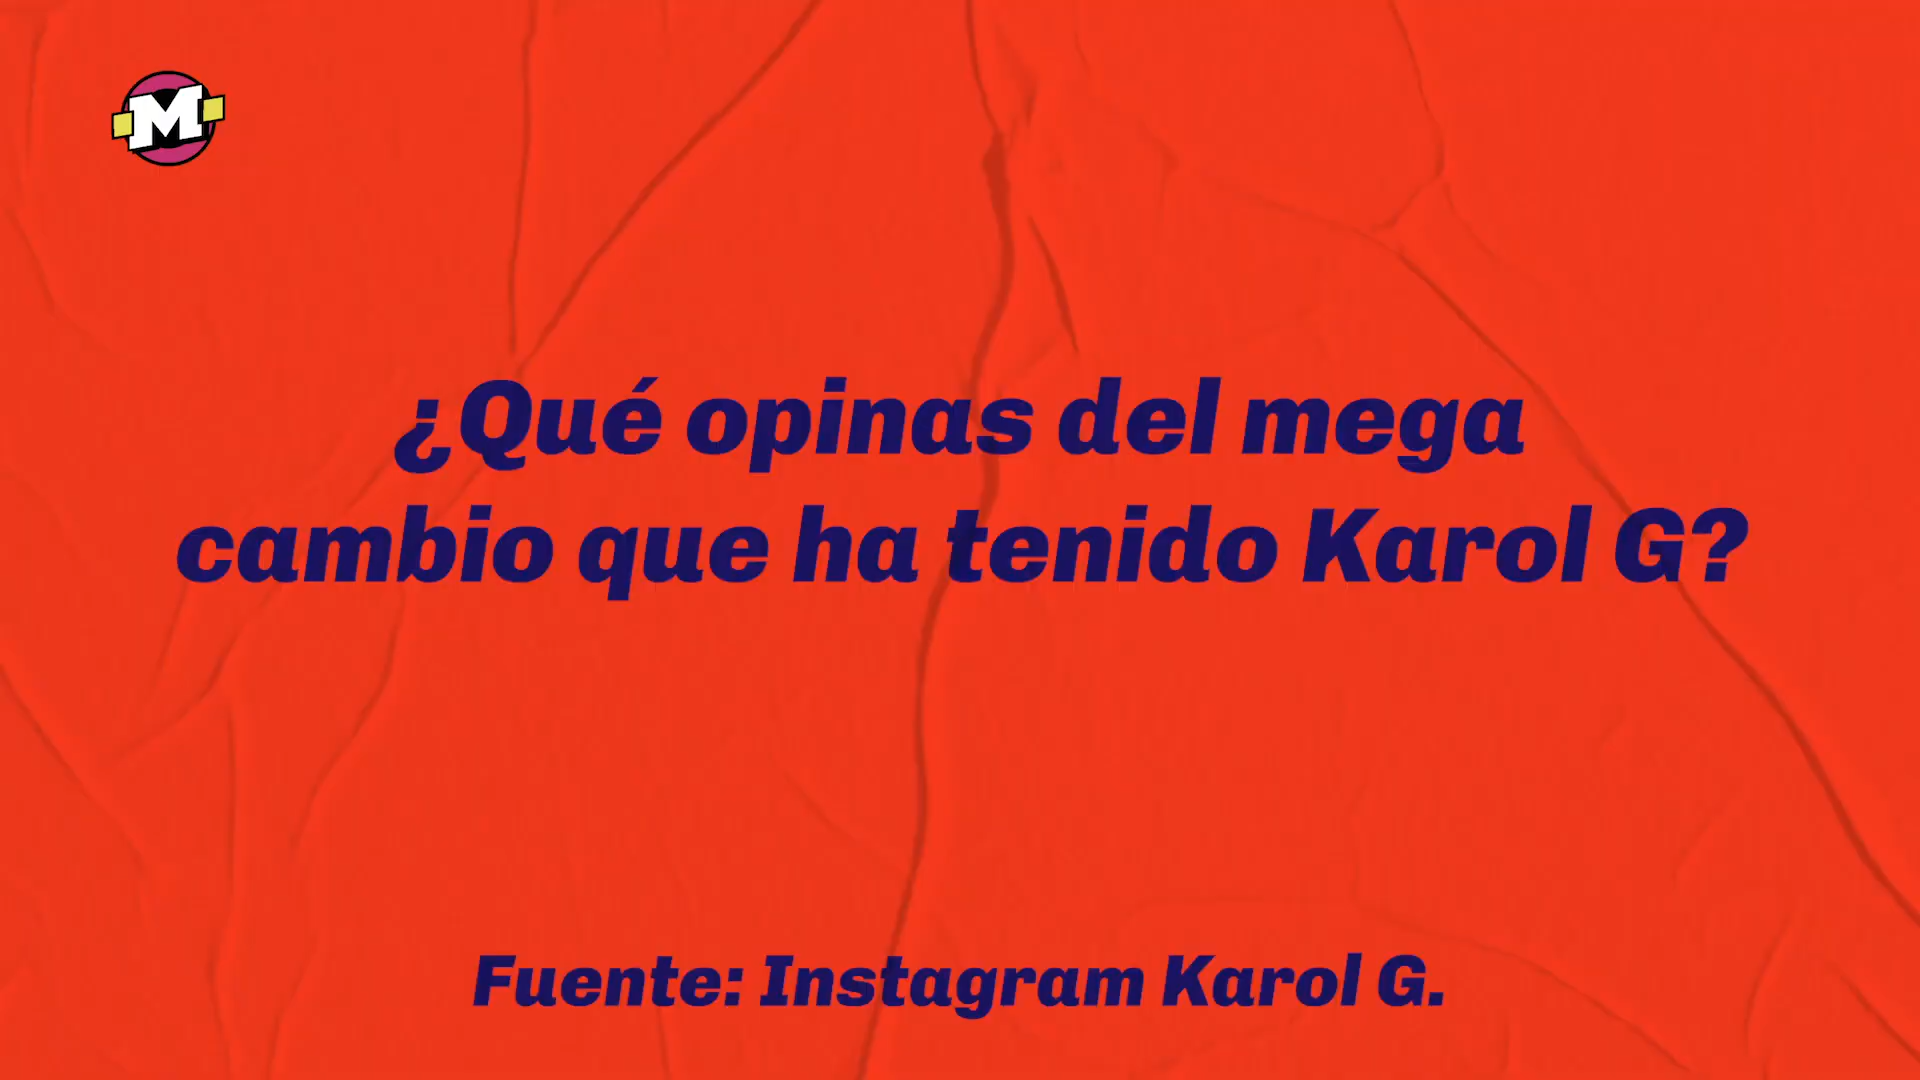 M
¿Qué opinas del mega
cambio que ha tenido Karol G?
Fuente: Instagram Karol G.